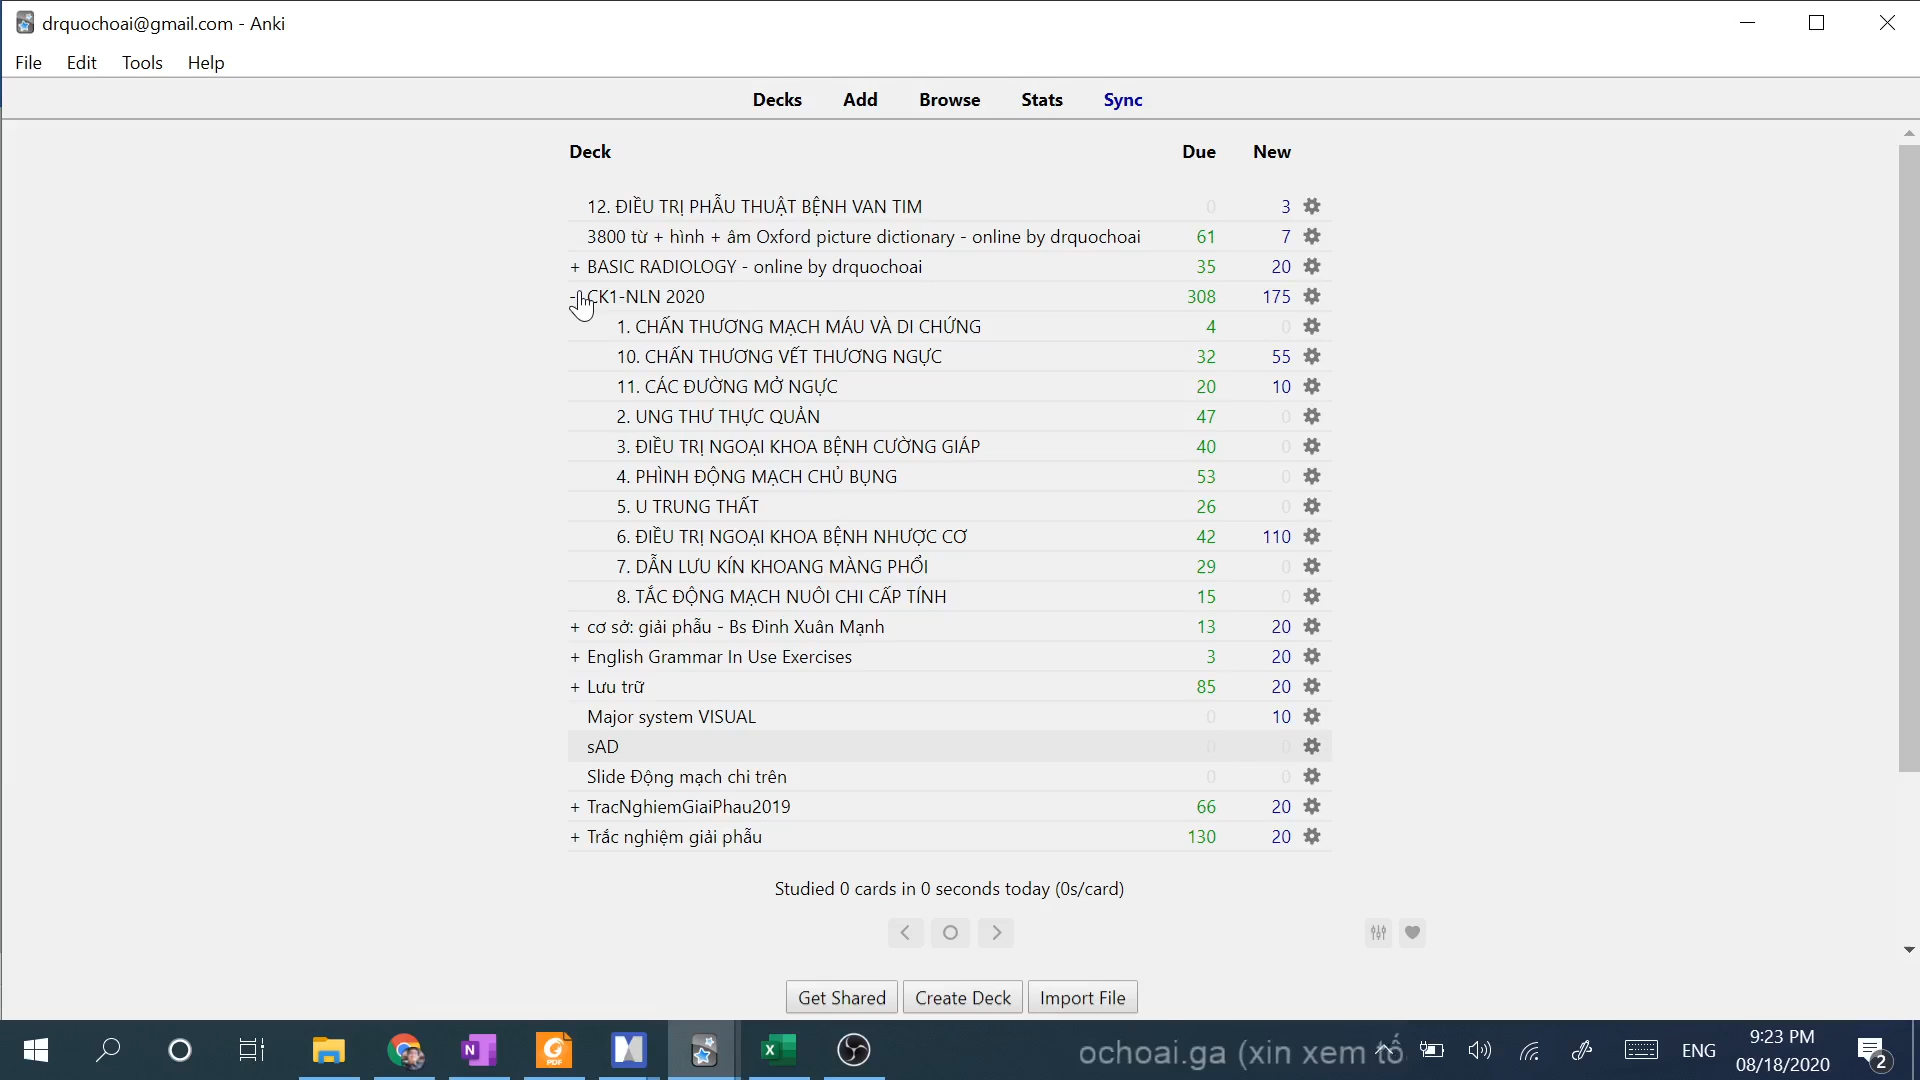 drquochoai@gmail.com - Anki
File Edit Tools Help
Decks Add Browse Stats Sync
Deck Due New
12. ĐIỀU TRỊ PHẪU THUẬT BỆNH VAN TIM 0 3
3800 từ + hình + âm Oxford picture dictionary - online by drquochoai 61 7
+ BASIC RADIOLOGY - online by drquochoai 35 20
- CK1-NLN 2020 308 175
1. CHẤN THƯƠNG MẠCH MÁU VÀ DI CHỨNG 4 0
10. CHẤN THƯƠNG VẾT THƯƠNG NGỰC 32 55
11. CÁC ĐƯỜNG MỞ NGỰC 20 10
2. UNG THƯ THỰC QUẢN 47 0
3. ĐIỀU TRỊ NGOẠI KHOA BỆNH CƯỜNG GIÁP 40 0
4. PHÌNH ĐỘNG MẠCH CHỦ BỤNG 53 0
5. U TRUNG THẤT 26 0
6. ĐIỀU TRỊ NGOẠI KHOA BỆNH NHƯỢC CƠ 42 110
7. DẪN LƯU KÍN KHOANG MÀNG PHỔI 29 0
8. TẮC ĐỘNG MẠCH NUÔI CHI CẤP TÍNH 15 0
+ cơ sở: giải phẫu - Bs Đinh Xuân Mạnh 13 20
+ English Grammar In Use Exercises 3 20
+ Lưu trữ 85 20
Major system VISUAL 0 10
sAD 0 0
Slide Động mạch chi trên 0 0
+ TracNghiemGiaiPhau2019 66 20
+ Trắc nghiệm giải phẫu 130 20
Studied 0 cards in 0 seconds today (0s/card)
Get Shared Create Deck Import File
ochoai.ga (xin xem tố
ENG
9:23 PM
08/18/2020
2